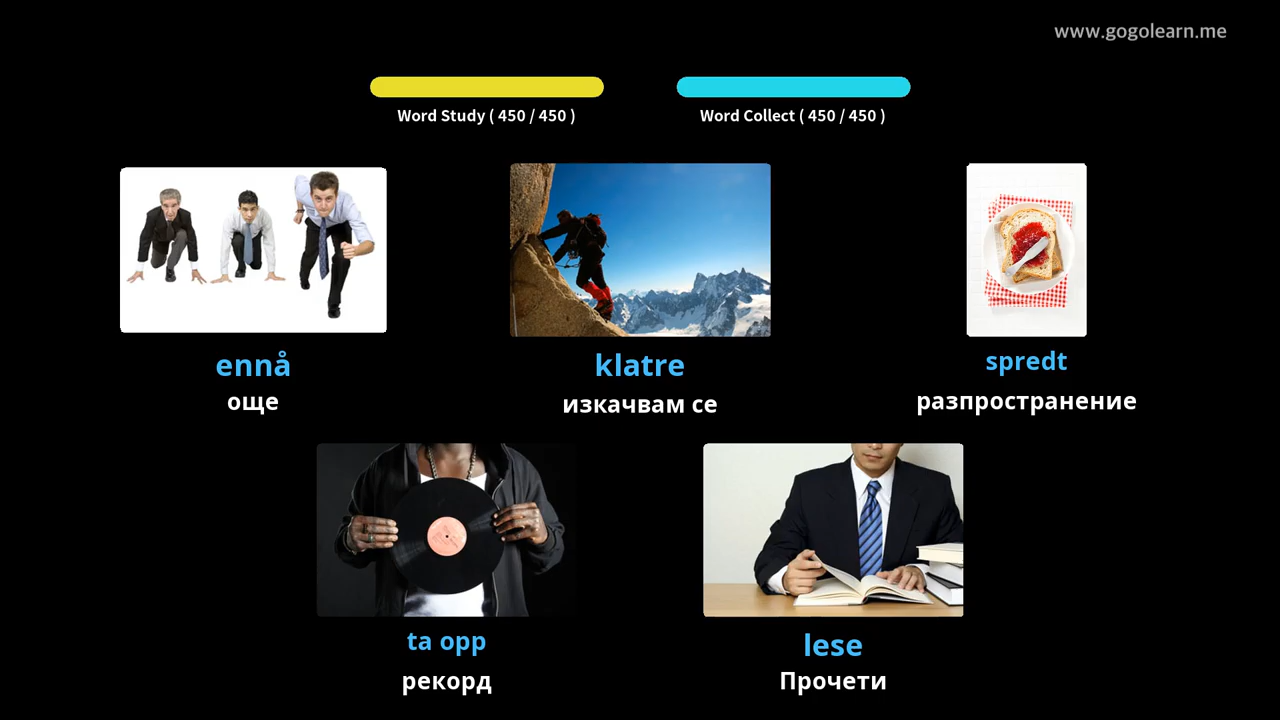 www.gogolearn.me
Word Study ( 450 / 450 )
Word Collect ( 450 / 450 )
ennå
още
klatre
изкачвам се
spredt
разпространение
ta opp
рекорд
lese
Прочети